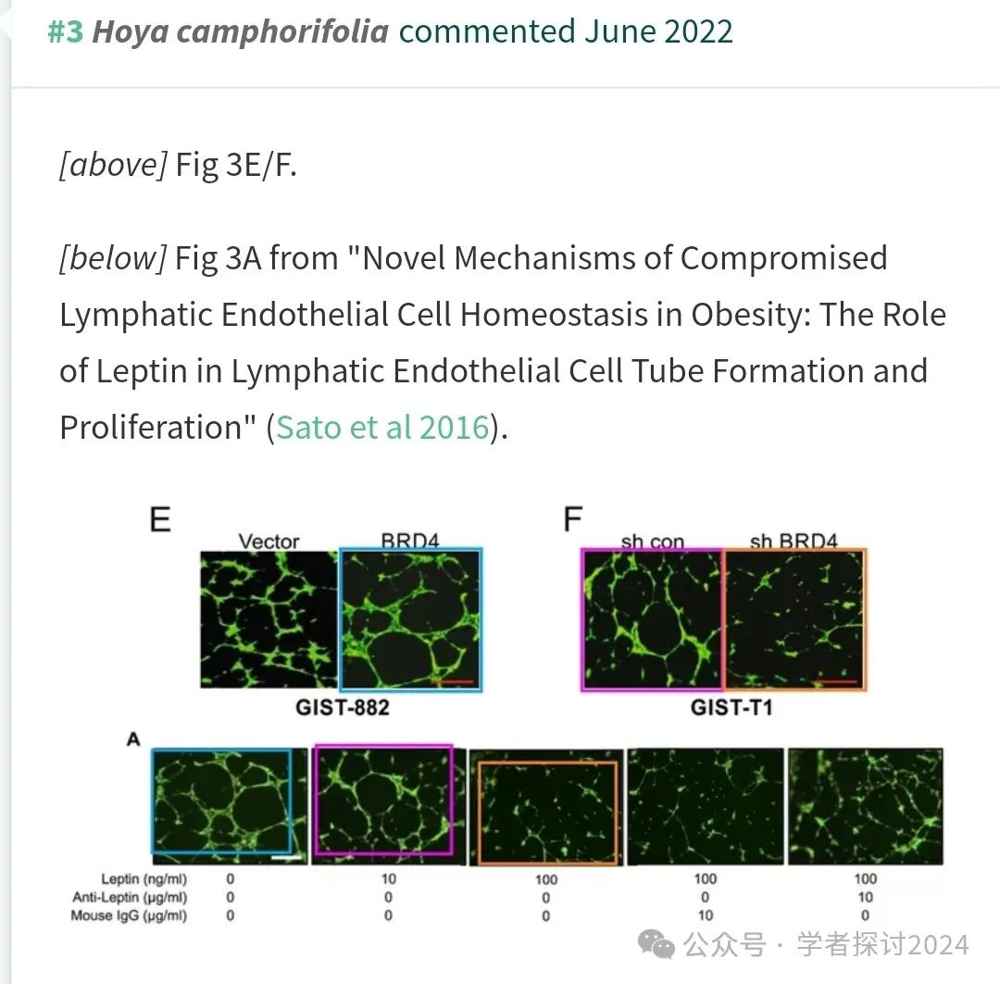 #3 Hoya camphorifolia commented June 2022
[above] Fig 3E/F.
[below] Fig 3A from "Novel Mechanisms of Compromised
Lymphatic Endothelial Cell Homeostasis in Obesity: The Role
of Leptin in Lymphatic Endothelial Cell Tube Formation and
Proliferation" (Sato et al 2016).
E
Vector BRD4
GIST-882
F
sh con sh BRD4
GIST-T1
A
Leptin (ng/ml) 0 10 100 100 100
Anti-Leptin (μg/ml) 0 0 0 0 10
Mouse IgG (μg/ml) 0 0 0 10 0
公众号 · 学者探讨2024